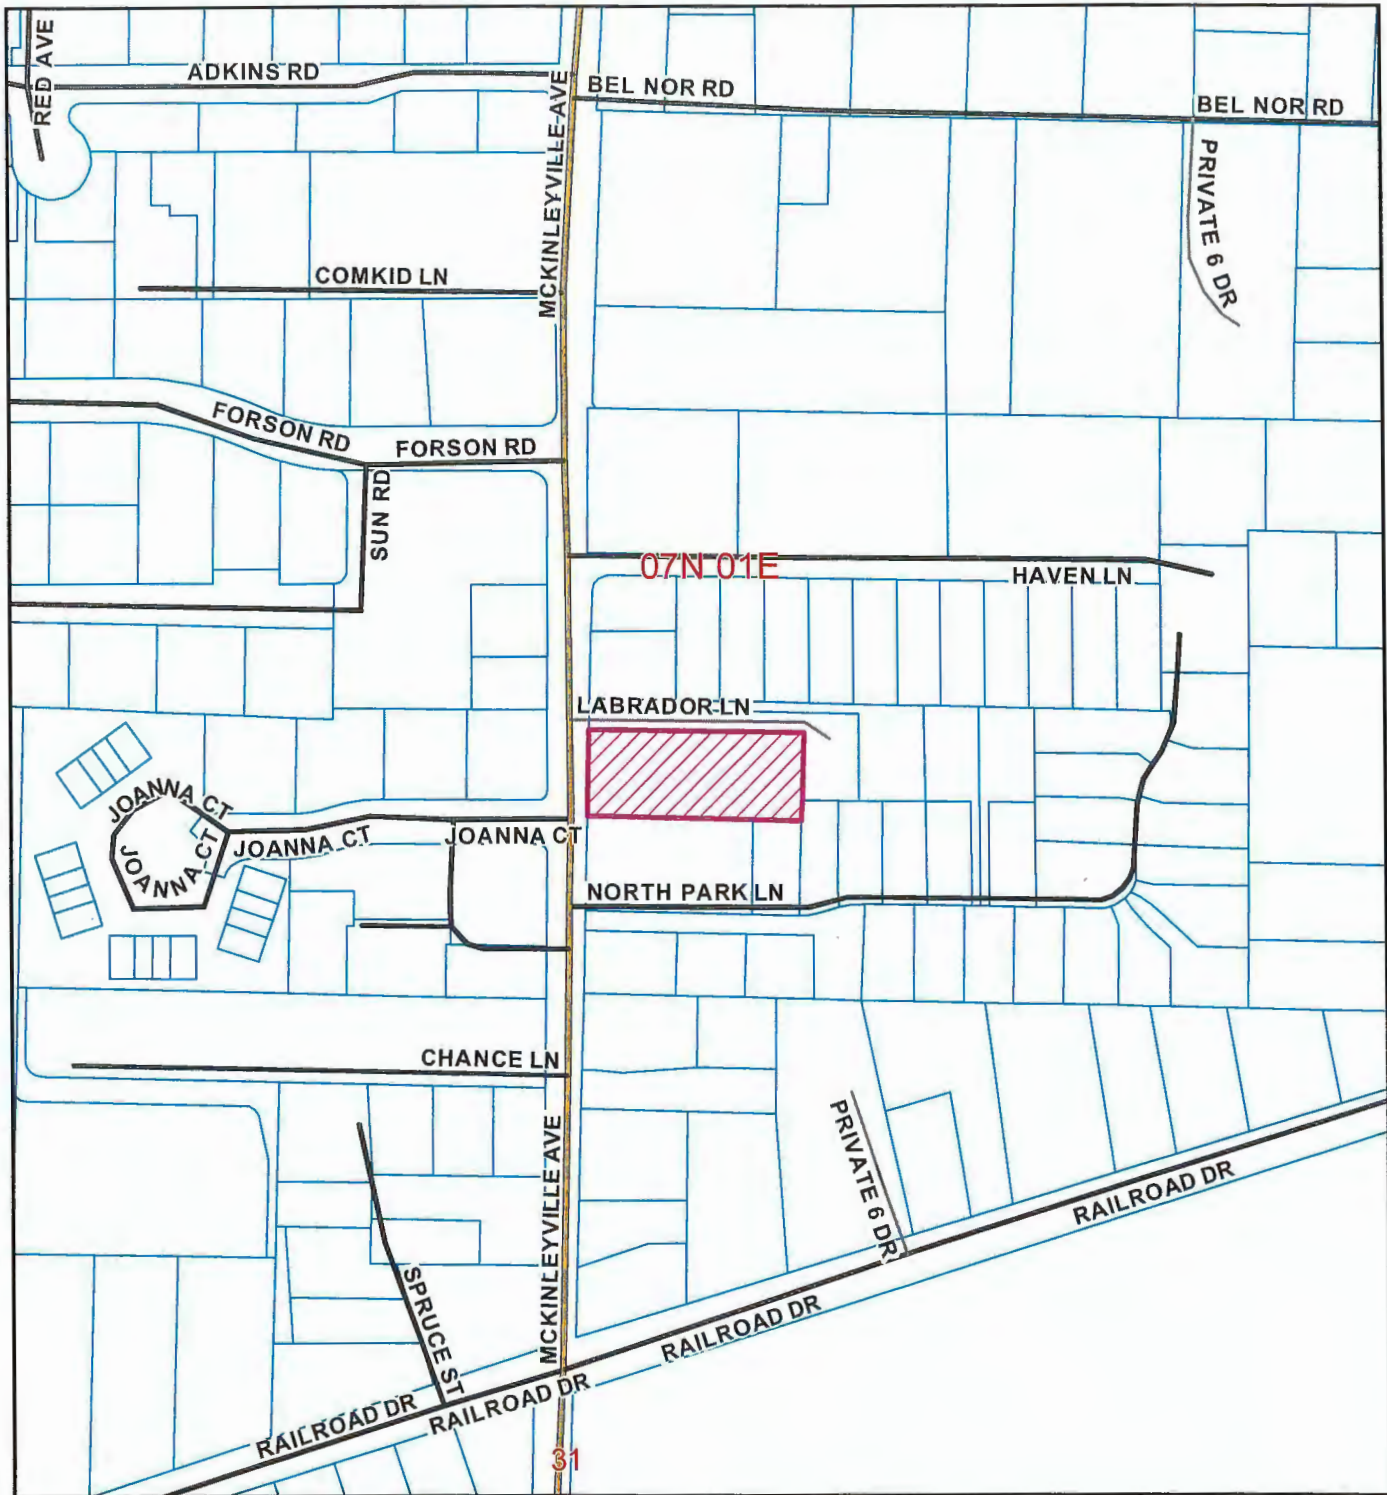 RED AVE
ADKINS RD
MCKINLEYVILLE AVE
BEL NOR RD
BEL NOR RD
PRIVATE 6 DR
COMKID LN
FORSON RD
FORSON RD
SUN RD
07N 01E
HAVEN LN
LABRADOR LN
JOANNA CT
JOANNA CT
JOANNA CT
JOANNA CT
NORTH PARK LN
CHANCE LN
PRIVATE 6 DR
MCKINLEYVILLE AVE
SPRUCE ST
RAILROAD DR
RAILROAD DR
RAILROAD DR
RAILROAD DR
31